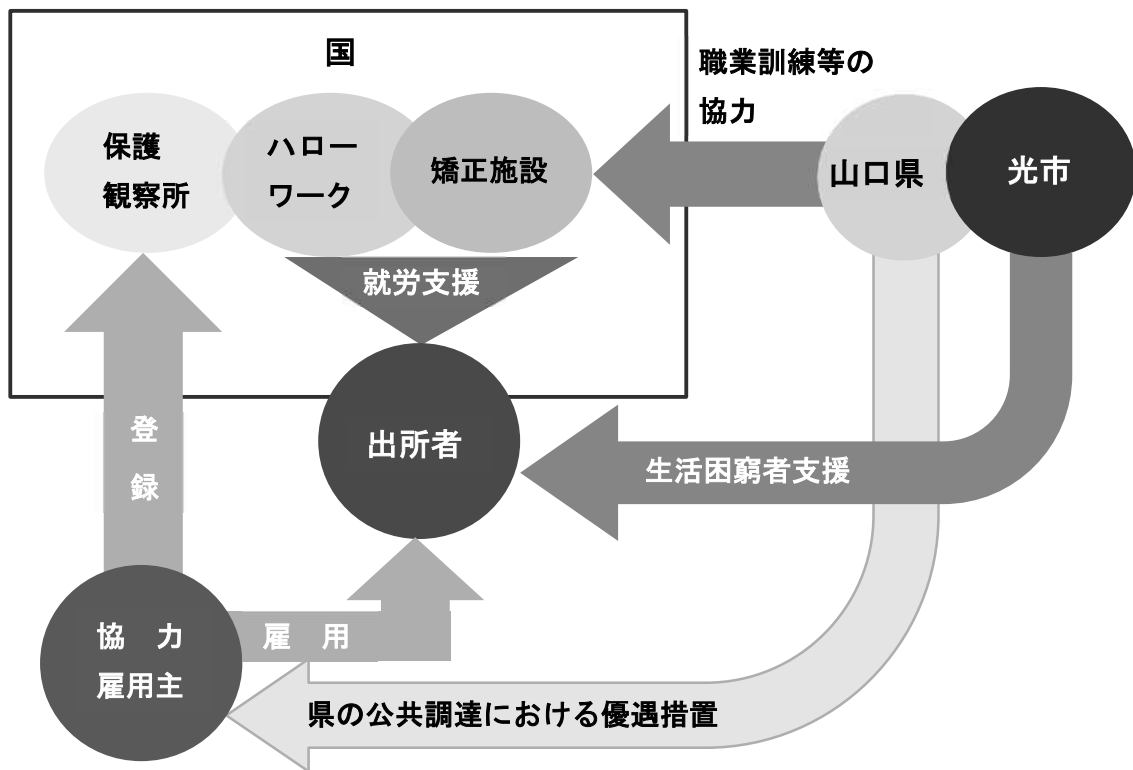 国
職業訓練等の
協力
保護
観察所
ハロー
ワーク
矯正施設
山口県
光市
就労支援
登
録
出所者
生活困窮者支援
協 力
雇用主
雇 用
県の公共調達における優遇措置